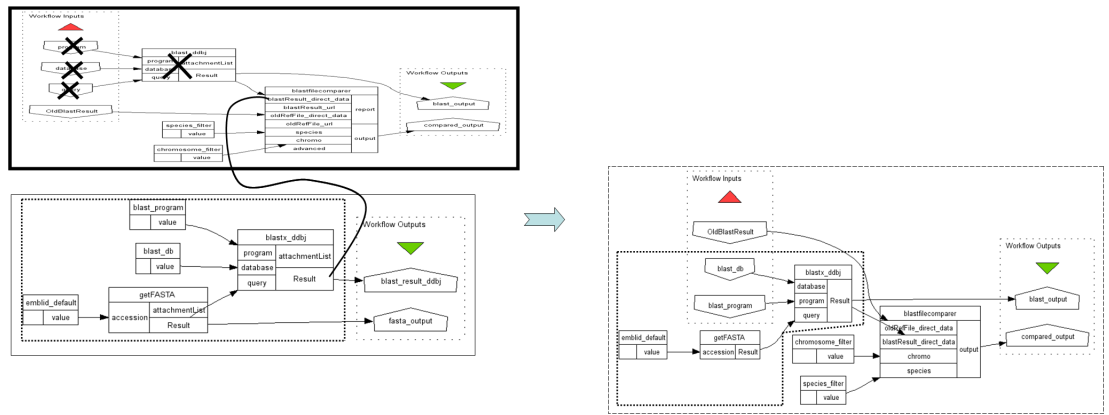 Workflow Inputs
program
database
query
OldBlastResult
blast_ddbj
program
attachmentList
database
query
Result
Workflow Outputs
blast_output
compared_output
blastfilecomparer
blastResult_direct_data
blastResult_url
report
oldRefFile_direct_data
oldRefFile_url
species
output
chromo
advanced
species_filter
value
chromosome_filter
value
blast_program
value
blast_db
value
blastx_ddbj
program
attachmentList
database
query
Result
getFASTA
accession
attachmentList
Result
emblid_default
value
Workflow Outputs
blast_result_ddbj
fasta_output
Workflow Inputs
OldBlastResult
blast_db
blast_program
blastx_ddbj
database
program
Result
query
emblid_default
value
getFASTA
accession
Result
chromosome_filter
value
species_filter
value
blastfilecomparer
oldRefFile_direct_data
blastResult_direct_data
output
chromo
species
Workflow Outputs
blast_output
compared_output